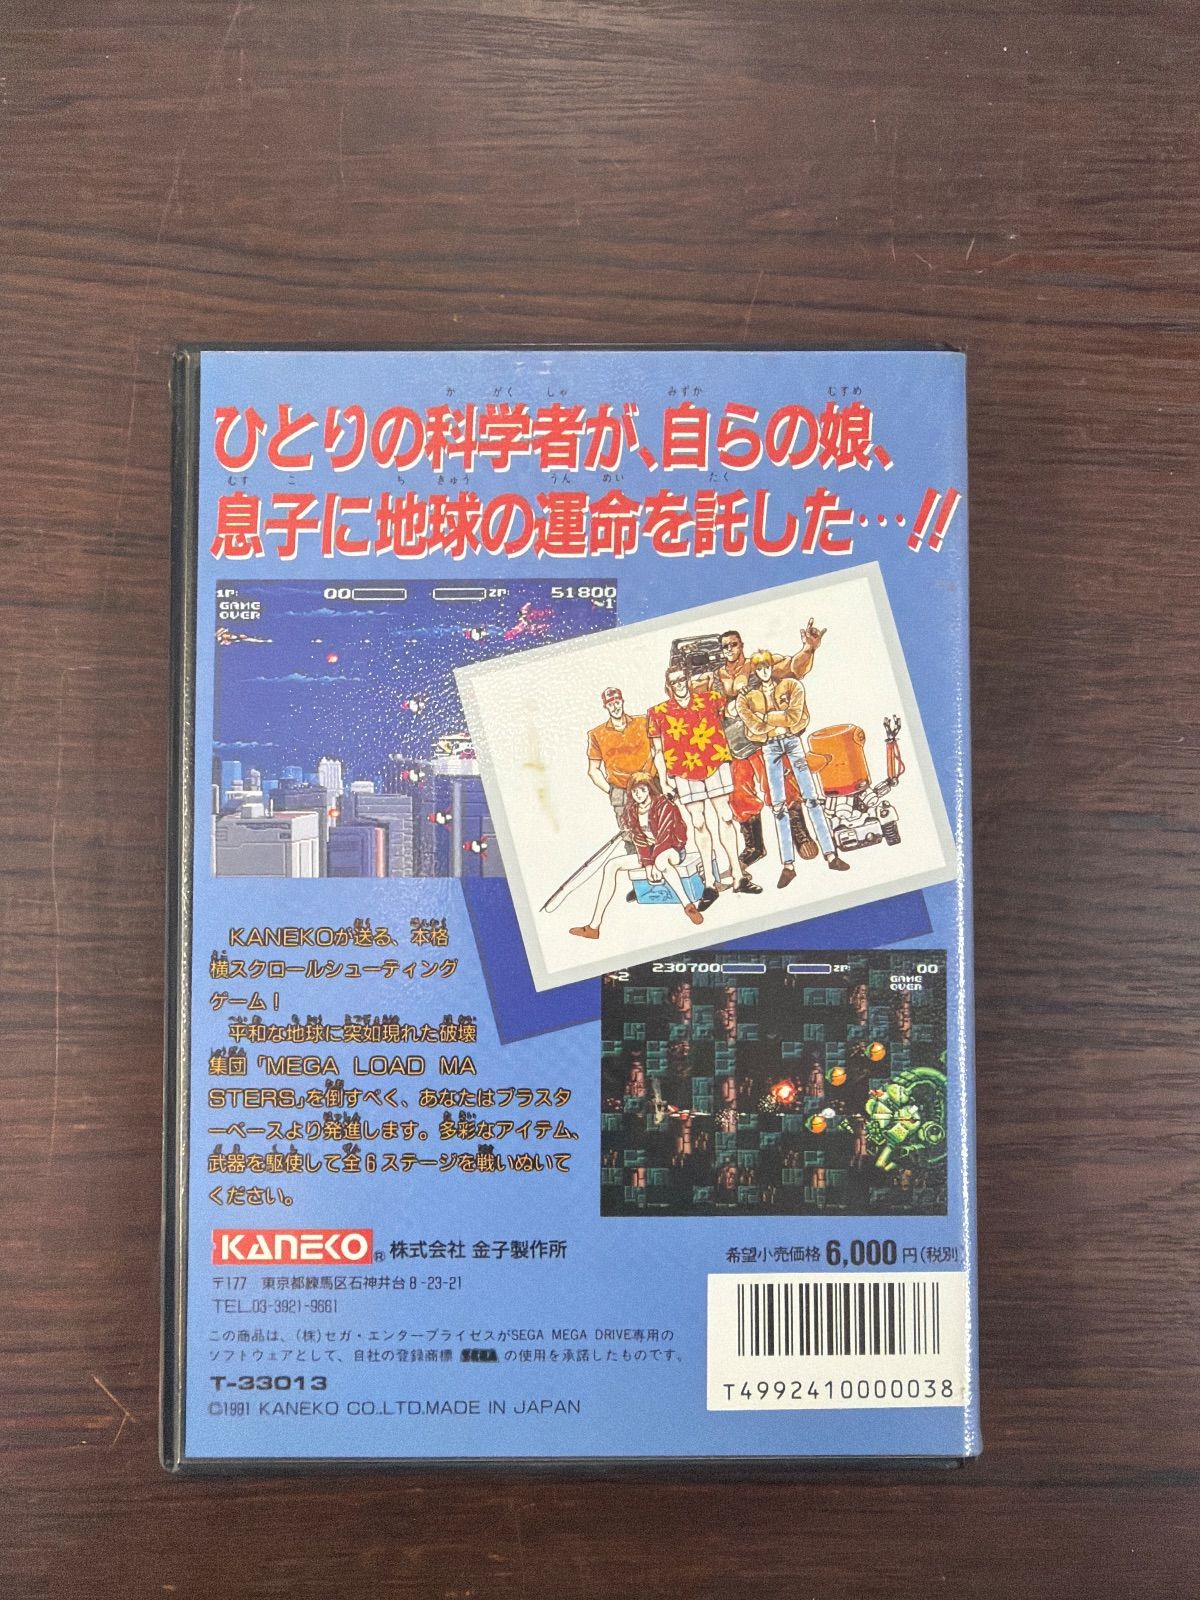 ひとりの科学者が、自らの娘、
息子に地球の運命を託した…!!
1P: 00 2P: 51800
GAME
OVER
~1
KANEKOが送る、本格
横スクロールシューティング
ゲーム!
平和な地球に突如現れた破壊
集団「MEGA LOAD MA
STERS」を倒すべく、あなたはブラスタ
ーベースより発進します。多彩なアイテム、
武器を駆使して全6ステージを戦いぬいて
ください。
230700 2P: 00
~2 GAME
OVER
KANEKO® 株式会社 金子製作所
〒177 東京都練馬区石神井台8-23-21
TEL.03-3921-9661
この商品は、(株)セガ・エンタープライゼスがSEGA MEGA DRIVE専用の
ソフトウェアとして、自社の登録商標 SEGA の使用を承諾したものです。
T-33013
©1991 KANEKO CO.,LTD.MADE IN JAPAN
希望小売価格 6,000円(税別)
T4992410000038